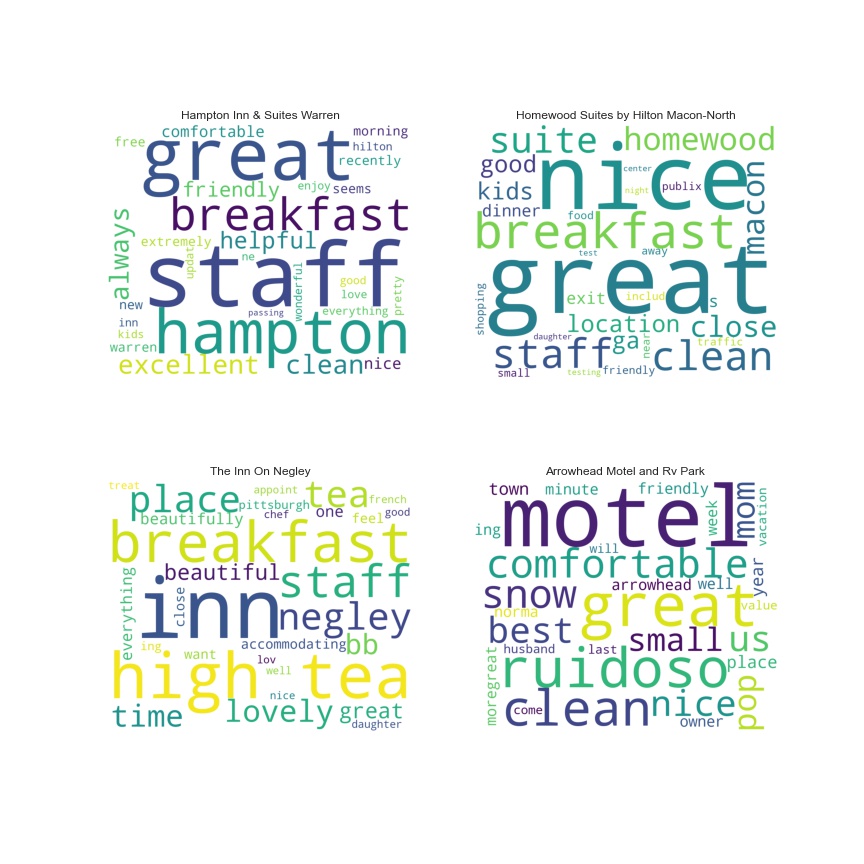 Hampton Inn & Suites Warren
comfortable morning
free great hilton
recently
friendly enjoy seems
breakfast
always extremely helpful
update ne
staff
wonderful good pretty
love
new passing everything
inn hampton
kids
warren
excellent clean nice
Homewood Suites by Hilton Macon-North
suite homewood
good nice center
kids night publix macon
dinner food
breakfast
test away
great
shopping exit includ s
location close
daughter staff ga near traffic
clean
small testing friendly
The Inn On Negley
treat place appoint tea french
pittsburgh one good
beautifully chef feel
breakfast
everything beautiful staff
inn close negley
ing accommodating bb
want lov
high tea well
nice
time lovely great
daughter
Arrowhead Motel and Rv Park
town minute friendly mom
motel week vacation
ing
will
comfortable year
arrowhead well
snow great value
norma
best small us
husband last
ruidoso place
moregreat
clean nice pop
come owner